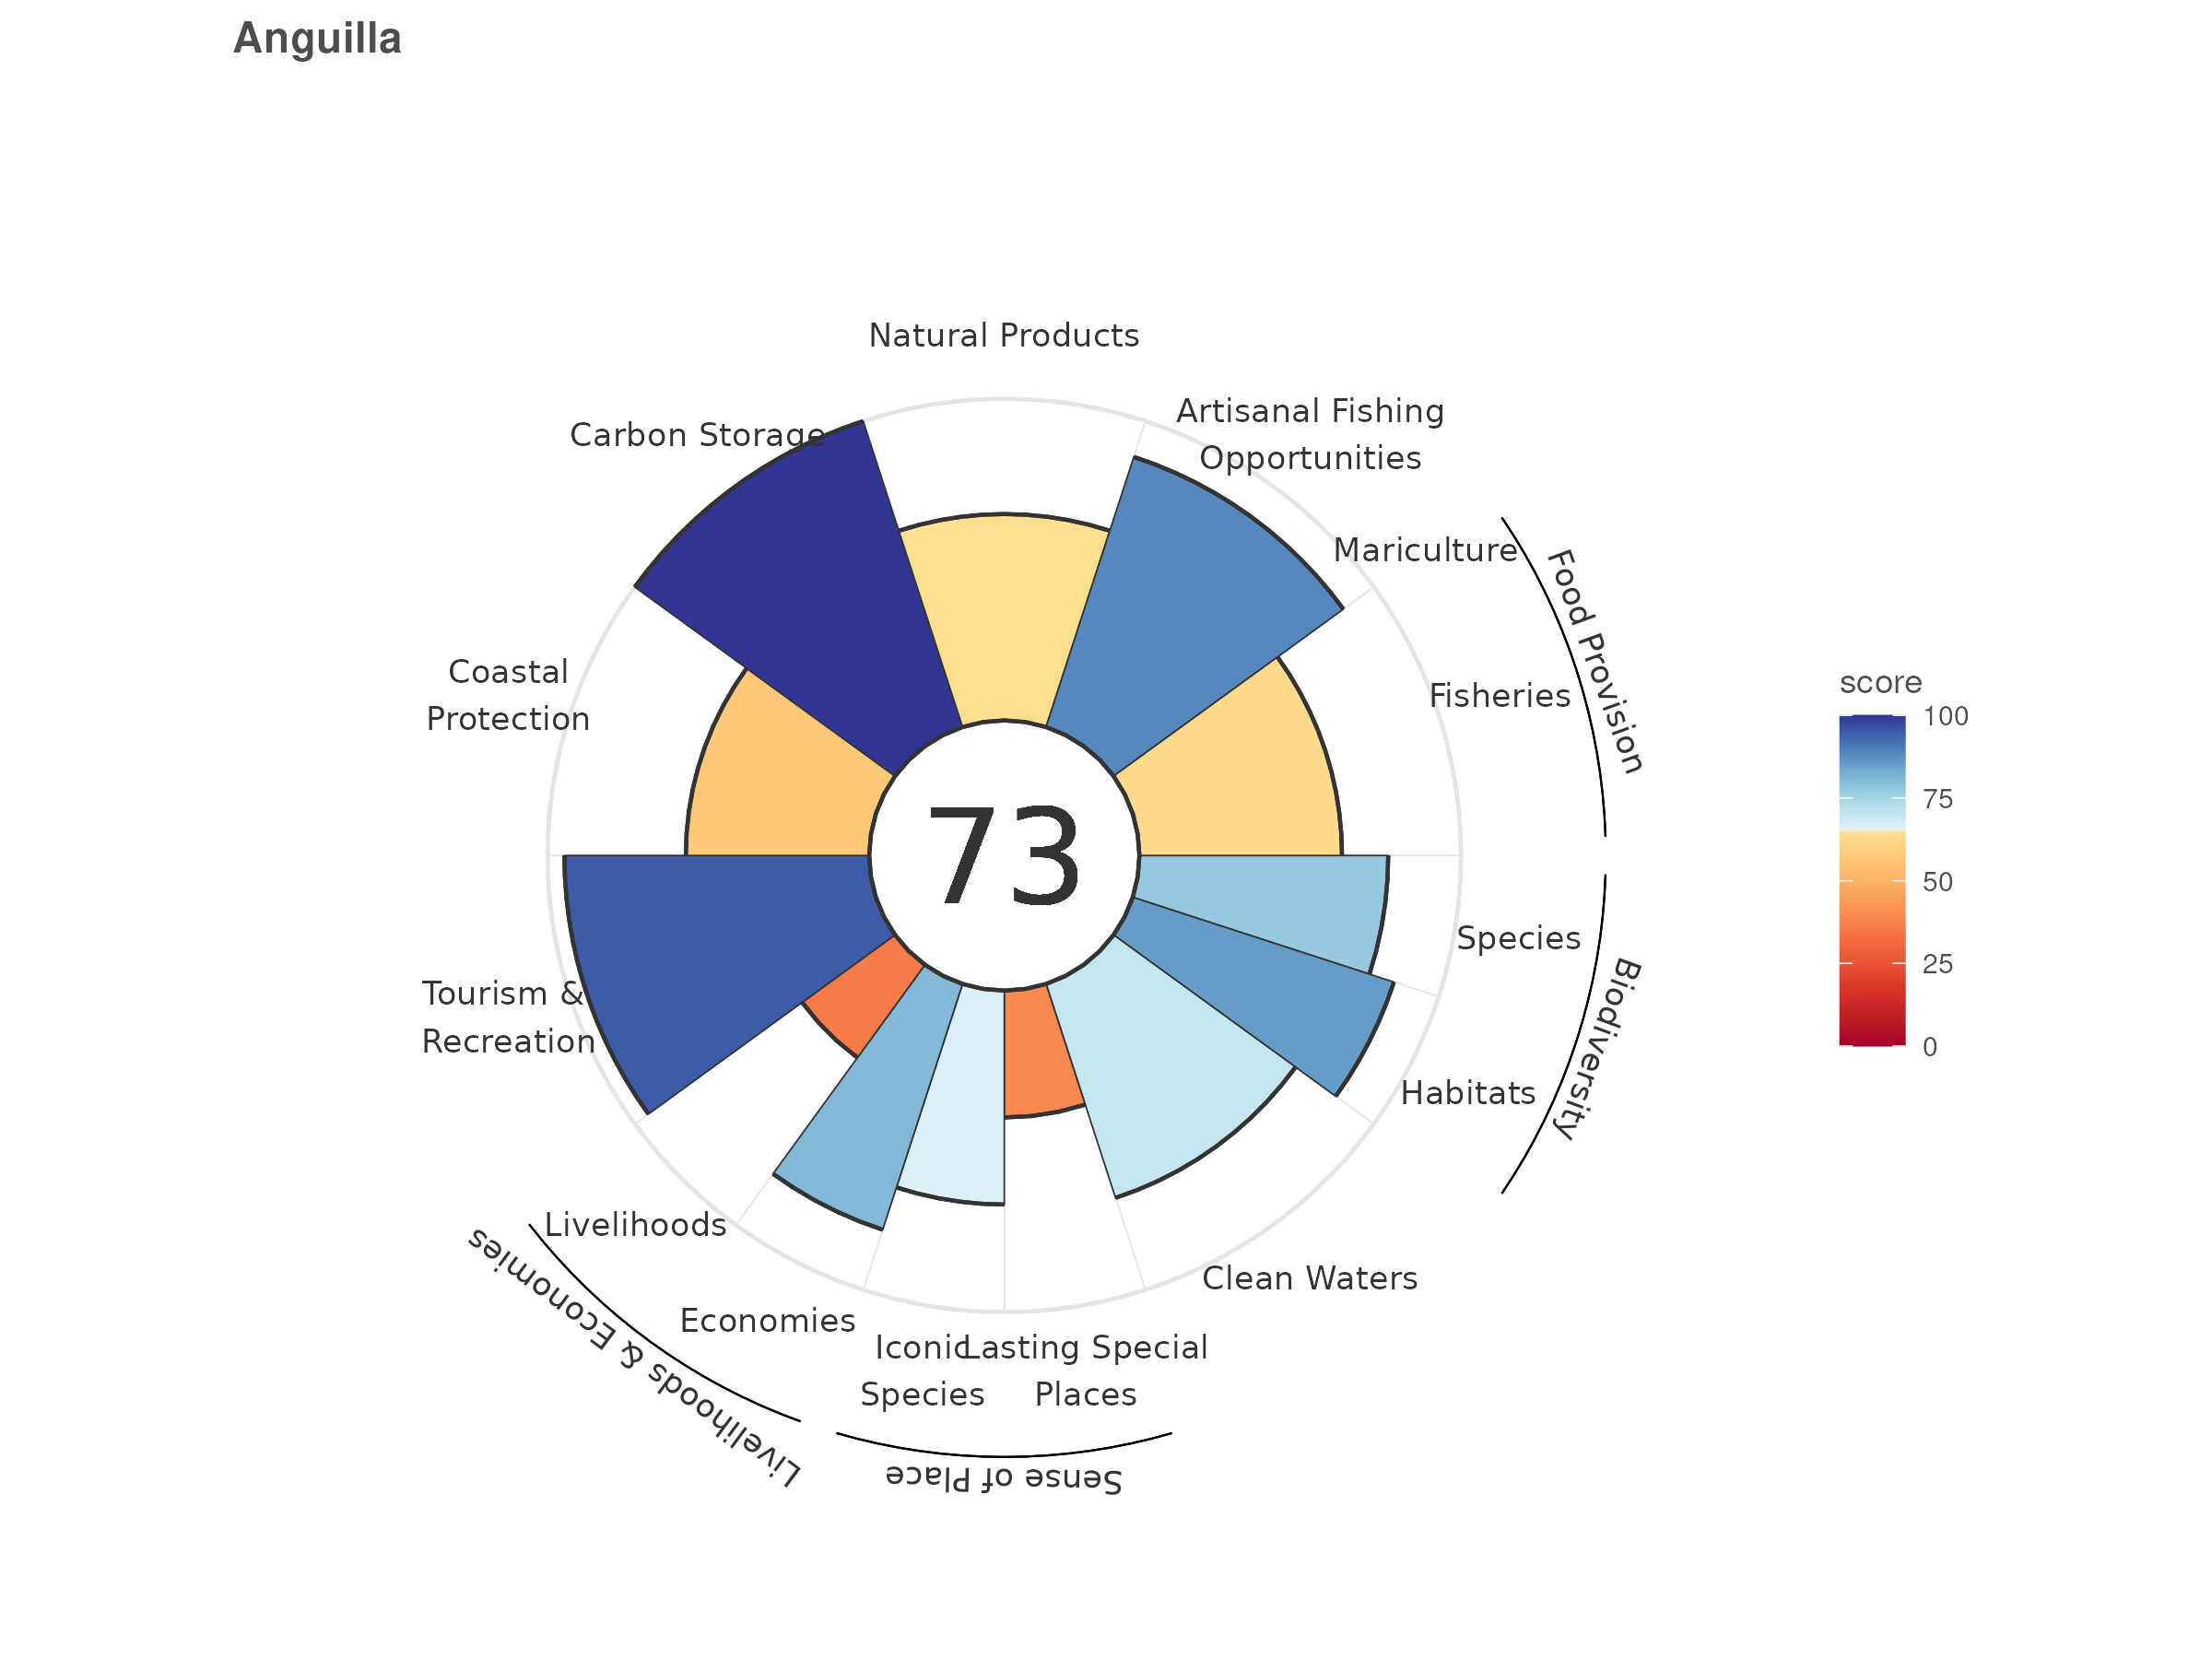 Anguilla
Natural Products
Artisanal Fishing
Opportunities
Carbon Storage
Mariculture
Food Provision
Fisheries
Coastal
Protection
score
100
75
50
25
0
73
Species
Biodiversity
Habitats
Tourism &
Recreation
Livelihoods
Livelihoods & Economies
Clean Waters
Economies
Iconic
Species
Lasting Special
Places
Sense of Place